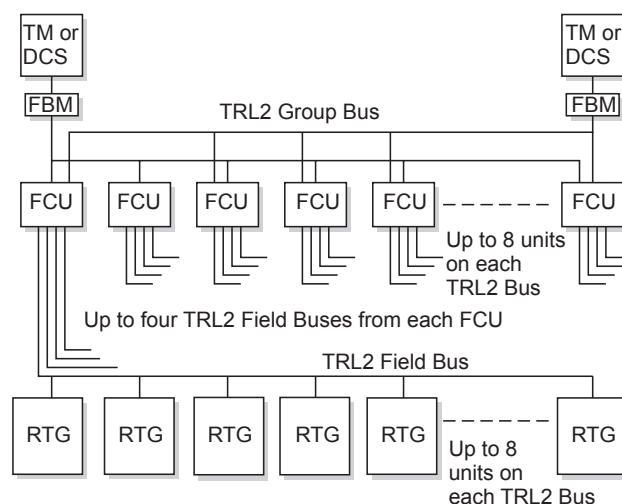 TM or
DCS
TM or
DCS
FBM
FBM
TRL2 Group Bus
FCU
FCU
FCU
FCU
FCU
FCU
Up to 8 units
on each
TRL2 Bus
Up to four TRL2 Field Buses from each FCU
TRL2 Field Bus
RTG
RTG
RTG
RTG
RTG
RTG
Up to 8
units on
each TRL2 Bus